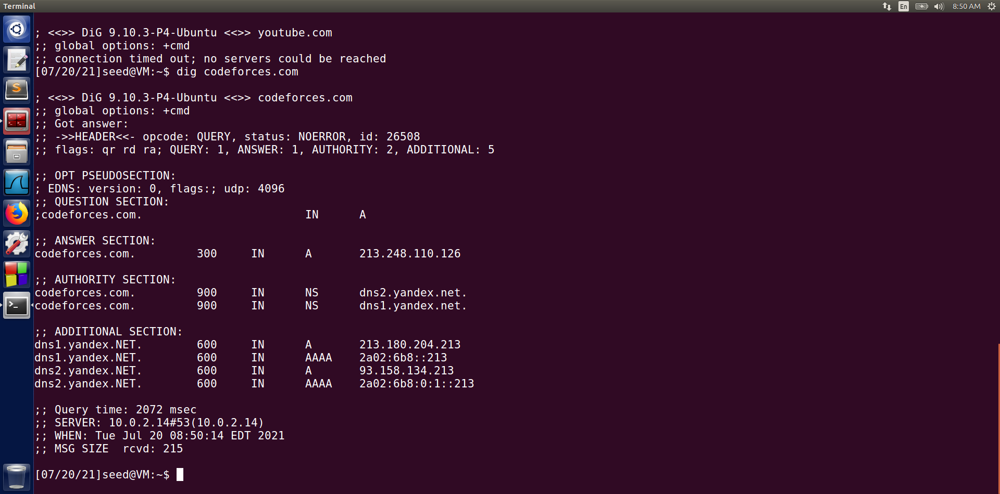 Terminal
En
8:50 AM
; <<>> DiG 9.10.3-P4-Ubuntu <<>> youtube.com
;; global options: +cmd
;; connection timed out; no servers could be reached
[07/20/21]seed@VM:~$ dig codeforces.com
; <<>> DiG 9.10.3-P4-Ubuntu <<>> codeforces.com
;; global options: +cmd
;; Got answer:
;; ->>HEADER<<- opcode: QUERY, status: NOERROR, id: 26508
;; flags: qr rd ra; QUERY: 1, ANSWER: 1, AUTHORITY: 2, ADDITIONAL: 5
;; OPT PSEUDOSECTION:
; EDNS: version: 0, flags:; udp: 4096
;; QUESTION SECTION:
;codeforces.com. IN A
;; ANSWER SECTION:
codeforces.com. 300 IN A 213.248.110.126
;; AUTHORITY SECTION:
codeforces.com. 900 IN NS dns2.yandex.net.
codeforces.com. 900 IN NS dns1.yandex.net.
;; ADDITIONAL SECTION:
dns1.yandex.NET. 600 IN A 213.180.204.213
dns1.yandex.NET. 600 IN AAAA 2a02:6b8::213
dns2.yandex.NET. 600 IN A 93.158.134.213
dns2.yandex.NET. 600 IN AAAA 2a02:6b8:0:1::213
;; Query time: 2072 msec
;; SERVER: 10.0.2.14#53(10.0.2.14)
;; WHEN: Tue Jul 20 08:50:14 EDT 2021
;; MSG SIZE  rcvd: 215
[07/20/21]seed@VM:~$